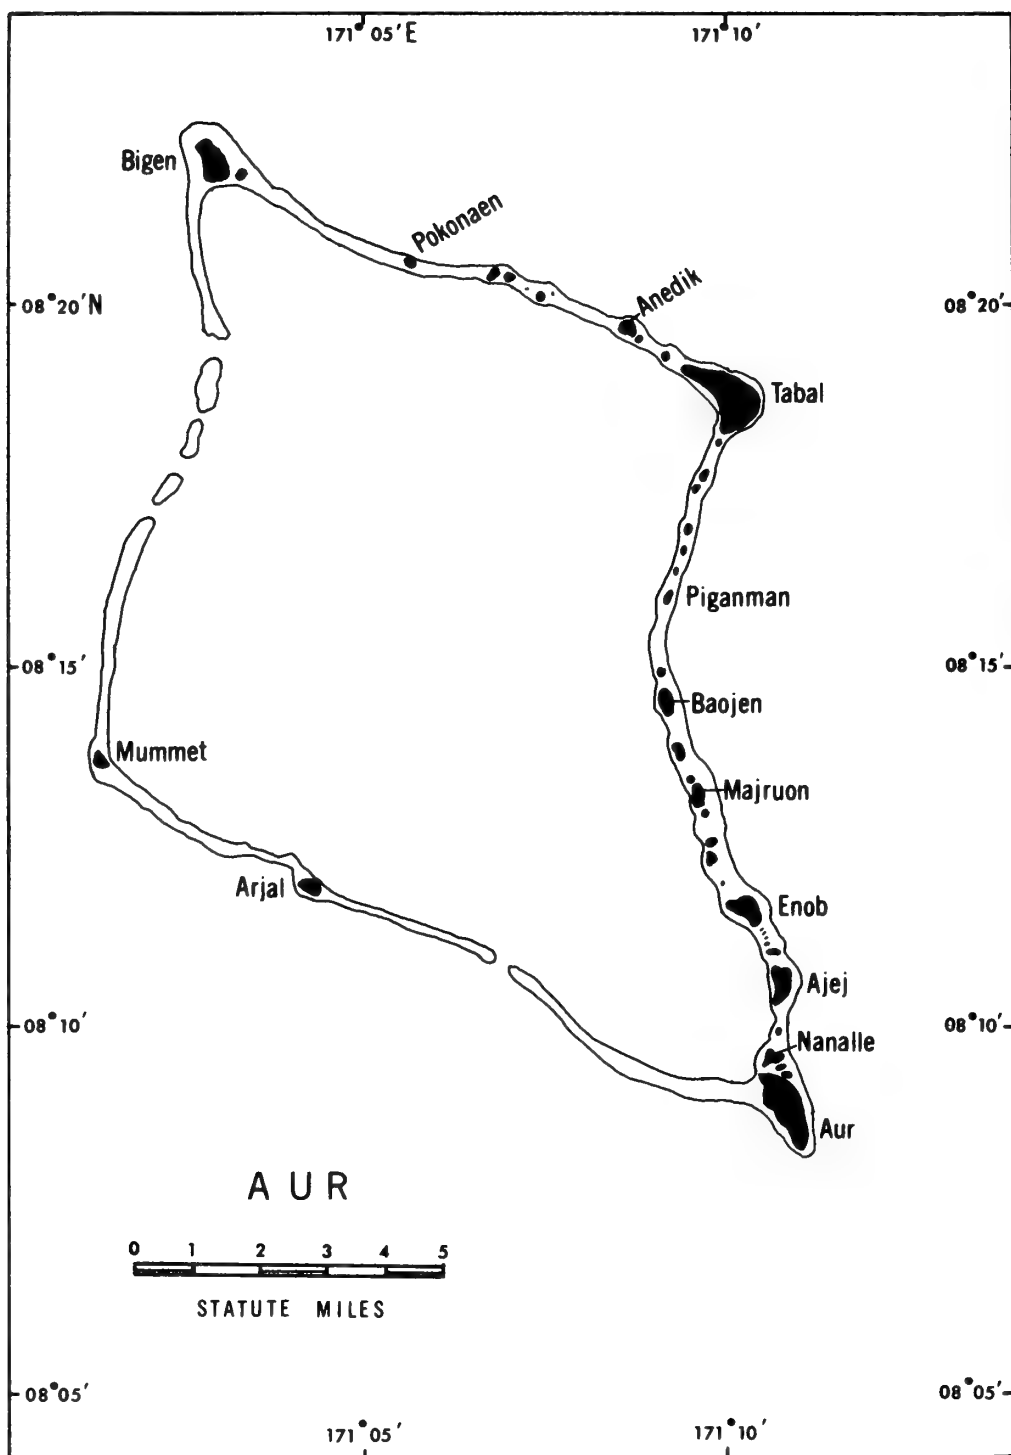 171°05'E
171°10'
Bigen
Pokonaen
Anedik
08°20'N
08°20'
Tabal
Piganman
08°15'
08°15'
Baojen
Mummet
Majruon
Arjal
Enob
Ajej
08°10'
08°10'
Nanalle
Aur
AUR
0 1 2 3 4 5
STATUTE MILES
08°05'
08°05'
171°05'
171°10'